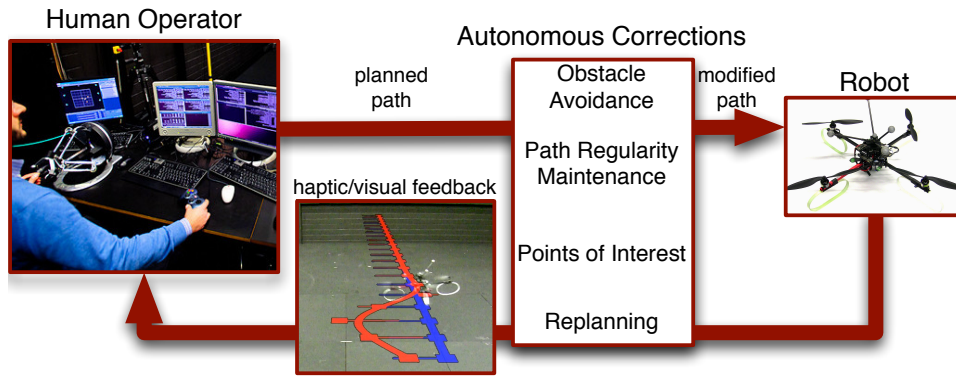 Human Operator
Autonomous Corrections
planned
path
Obstacle
Avoidance
modified
path
Robot
Path Regularity
Maintenance
haptic/visual feedback
Points of Interest
Replanning